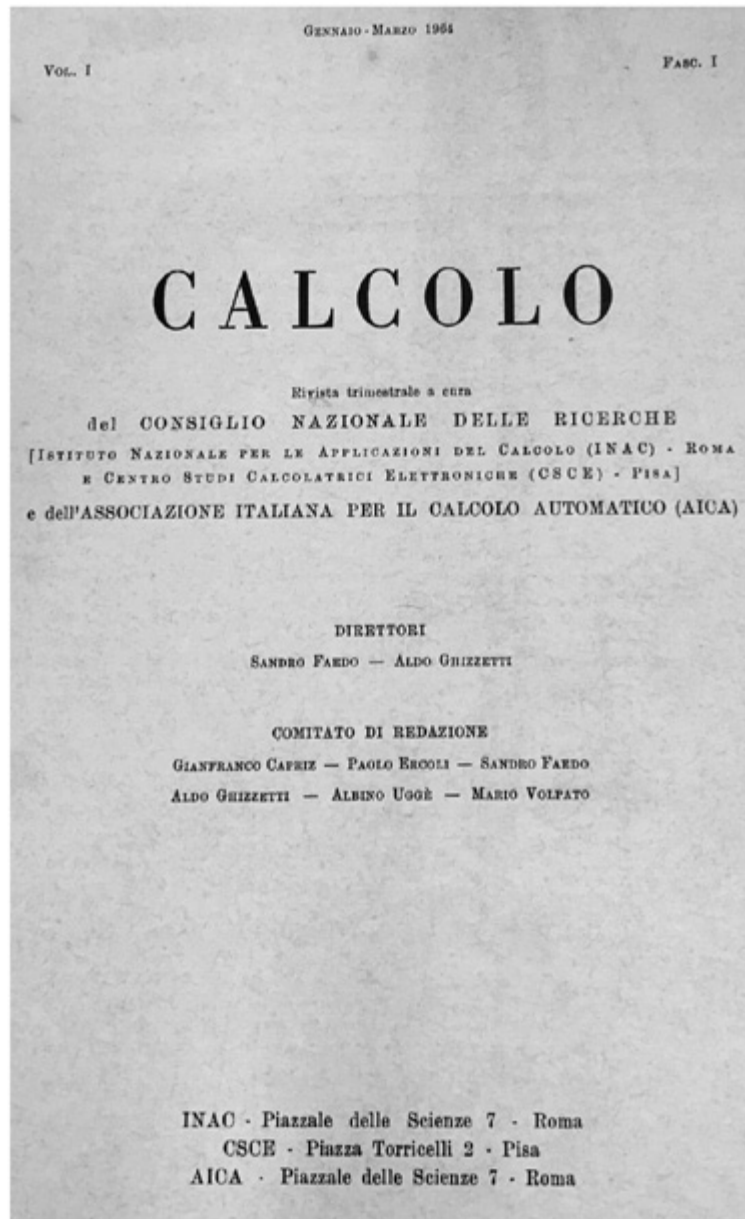 GENNAIO - MARZO 1964
VOL. I
FASC. I
CALCOLO
Rivista trimestrale a cura
del CONSIGLIO NAZIONALE DELLE RICERCHE
[ISTITUTO NAZIONALE PER LE APPLICAZIONI DEL CALCOLO (INAC) - ROMA
E CENTRO STUDI CALCOLATRICI ELETTRONICHE (CSCE) - PISA]
e dell'ASSOCIAZIONE ITALIANA PER IL CALCOLO AUTOMATICO (AICA)
DIRETTORI
SANDRO FAEDO — ALDO GHIZZETTI
COMITATO DI REDAZIONE
GIANFRANCO CAPRIZ — PAOLO ERCOLI — SANDRO FAEDO
ALDO GHIZZETTI — ALBINO UGGÈ — MARIO VOLPATO
INAC - Piazzale delle Scienze 7 - Roma
CSCE - Piazza Torricelli 2 - Pisa
AICA - Piazzale delle Scienze 7 - Roma